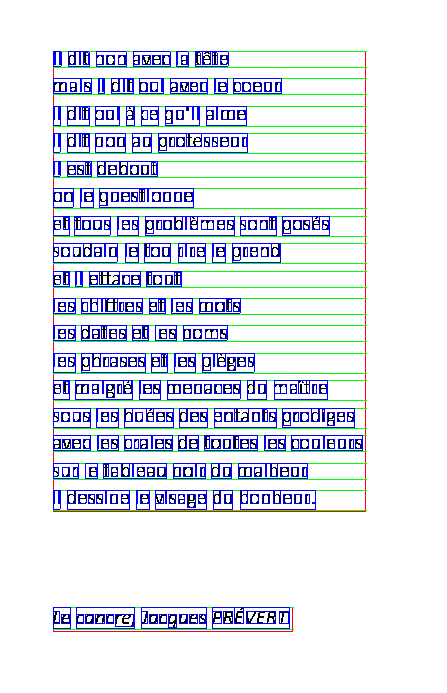 Il dit non avec la tête
mais il dit oui avec le coeur
il dit oui à ce qu'il aime
il dit non au professeur
il est debout
on le questionne
et tous les problèmes sont posés
soudain le fou rire le prend
et il efface tout
les chiffres et les mots
les dates et les noms
les phrases et les pièges
et malgré les menaces du maître
sous les huées des enfants prodiges
avec les craies de toutes les couleurs
sur le tableau noir du malheur
il dessine le visage du bonheur.
Le cancre, Jacques PRÉVERT